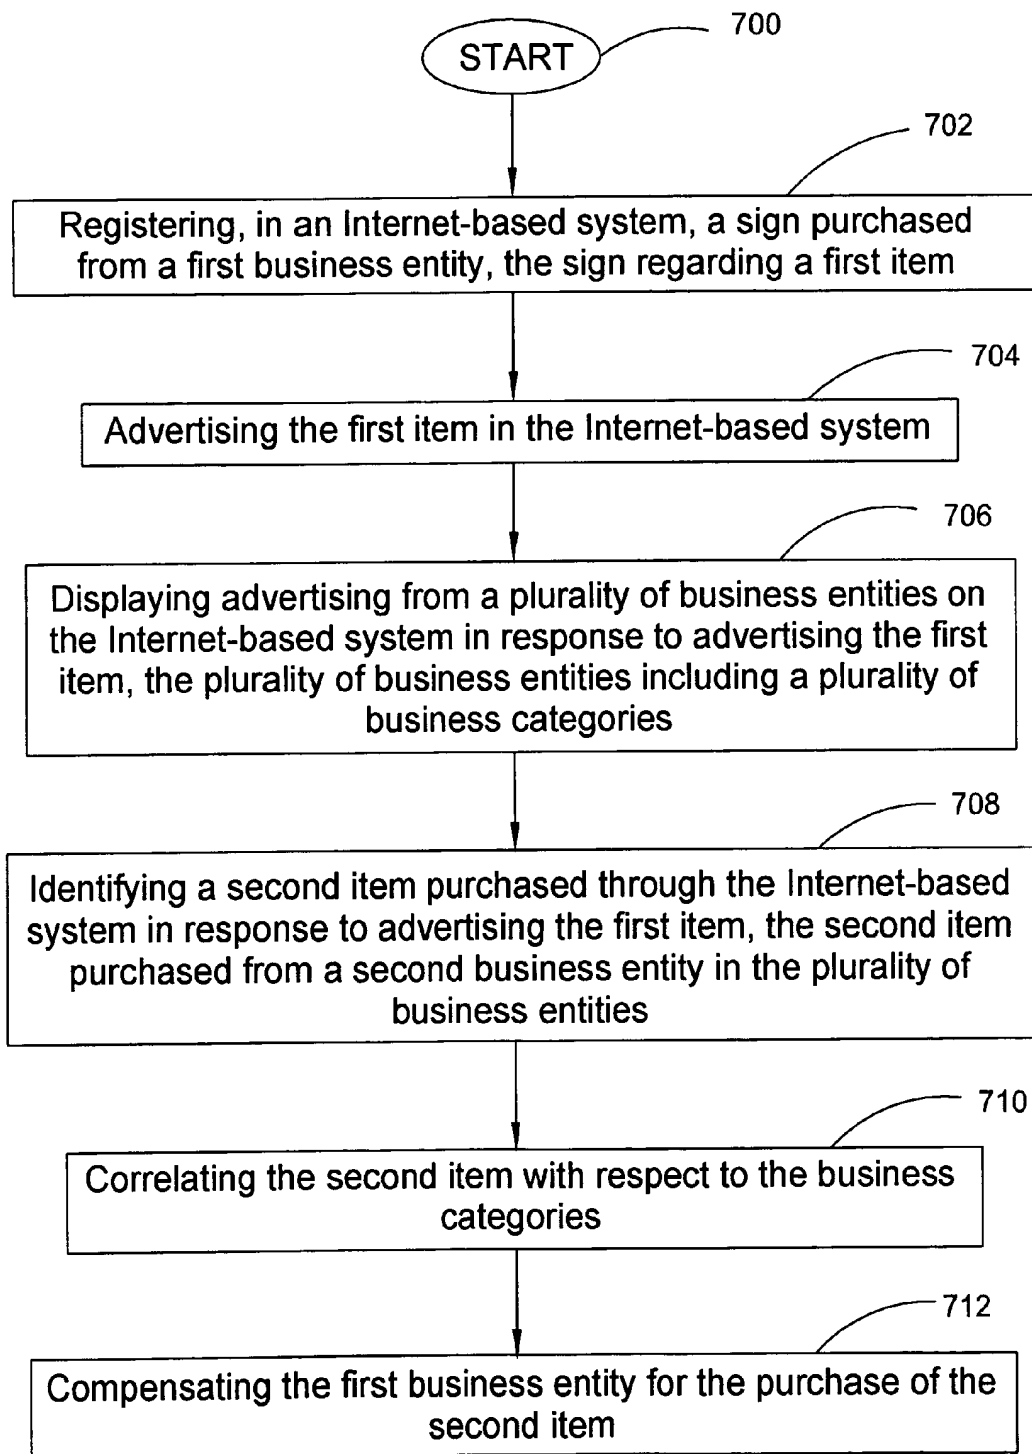 700
START
702
Registering, in an Internet-based system, a sign purchased
from a first business entity, the sign regarding a first item
704
Advertising the first item in the Internet-based system
706
Displaying advertising from a plurality of business entities on
the Internet-based system in response to advertising the first
item, the plurality of business entities including a plurality of
business categories
708
Identifying a second item purchased through the Internet-based
system in response to advertising the first item, the second item
purchased from a second business entity in the plurality of
business entities
710
Correlating the second item with respect to the business
categories
712
Compensating the first business entity for the purchase of the
second item